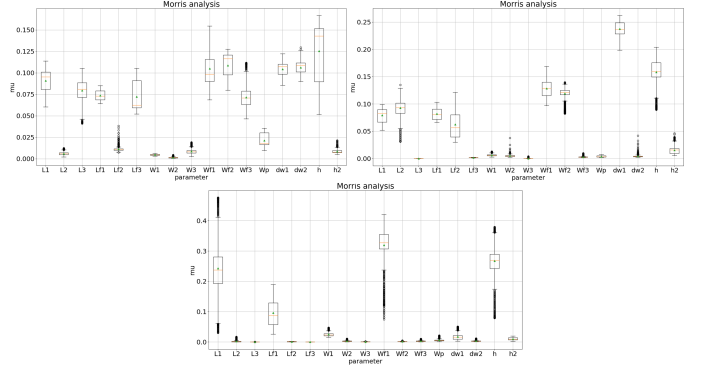 Morris analysis
mu
0.150
0.125
0.100
0.075
0.050
0.025
0.000
L1 L2 L3 Lf1 Lf2 Lf3 W1 W2 W3 Wf1 Wf2 Wf3 Wp dw1 dw2 h h2
parameter
Morris analysis
mu
0.25
0.20
0.15
0.10
0.05
0.00
L1 L2 L3 Lf1 Lf2 Lf3 W1 W2 W3 Wf1 Wf2 Wf3 Wp dw1 dw2 h h2
parameter
Morris analysis
mu
0.4
0.3
0.2
0.1
0.0
L1 L2 L3 Lf1 Lf2 Lf3 W1 W2 W3 Wf1 Wf2 Wf3 Wp dw1 dw2 h h2
parameter